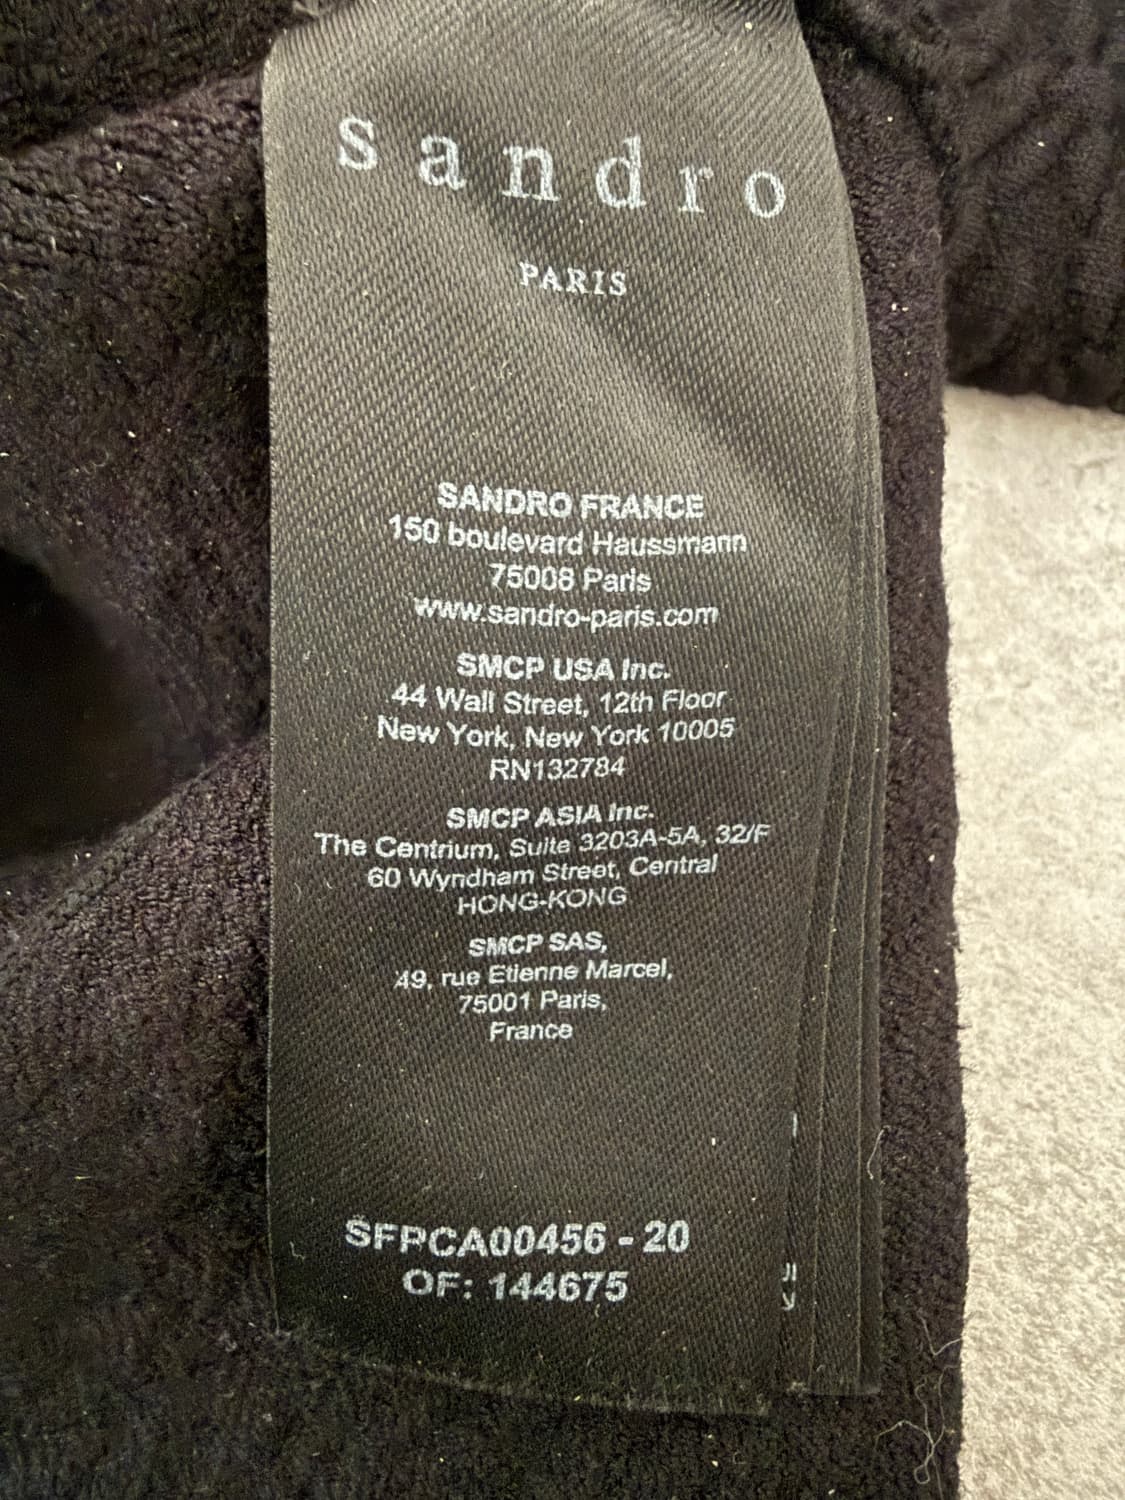 sandro
PARIS
SANDRO FRANCE
150 boulevard Haussmann
75008 Paris
www.sandro-paris.com
SMCP USA Inc.
44 Wall Street, 12th Floor
New York, New York 10005
RN132784
SMCP ASIA Inc.
The Centrium, Suite 3203A-5A, 32/F
60 Wyndham Street, Central
HONG-KONG
SMCP SAS,
49, rue Etienne Marcel,
75001 Paris,
France
SFPCA00456 - 20
OF: 144675